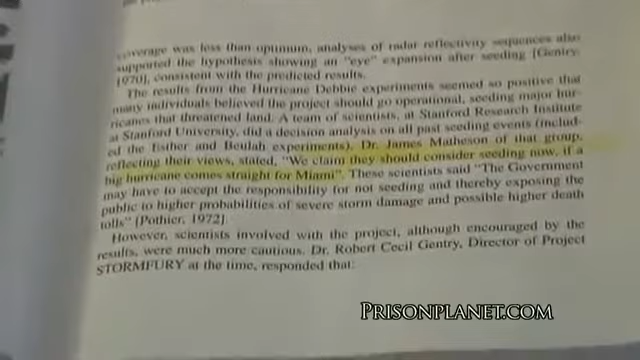 coverage was less than optimum, analyses of radar reflectivity sequences also
supported the hypothesis showing an "eye" expansion after seeding [Gentry,
1970], consistent with the predicted results.
The results from the Hurricane Debbie experiments seemed so positive that
many individuals believed the project should go operational, seeding major hur-
ricanes that threatened land. A team of scientists, at Stanford Research Institute
at Stanford University, did a decision analysis on all past seeding events (includ-
ed the Esther and Beulah experiments). Dr. James Matheson of that group,
reflecting their views, stated, "We claim they should consider seeding now, if a
big hurricane comes straight for Miami". These scientists said "The Government
may have to accept the responsibility for not seeding and thereby exposing the
public to higher probabilities of severe storm damage and possible higher death
tolls" [Pothier, 1972].
However, scientists involved with the project, although encouraged by the
results, were much more cautious. Dr. Robert Cecil Gentry, Director of Project
STORMFURY at the time, responded that:
PRISONPLANET.COM